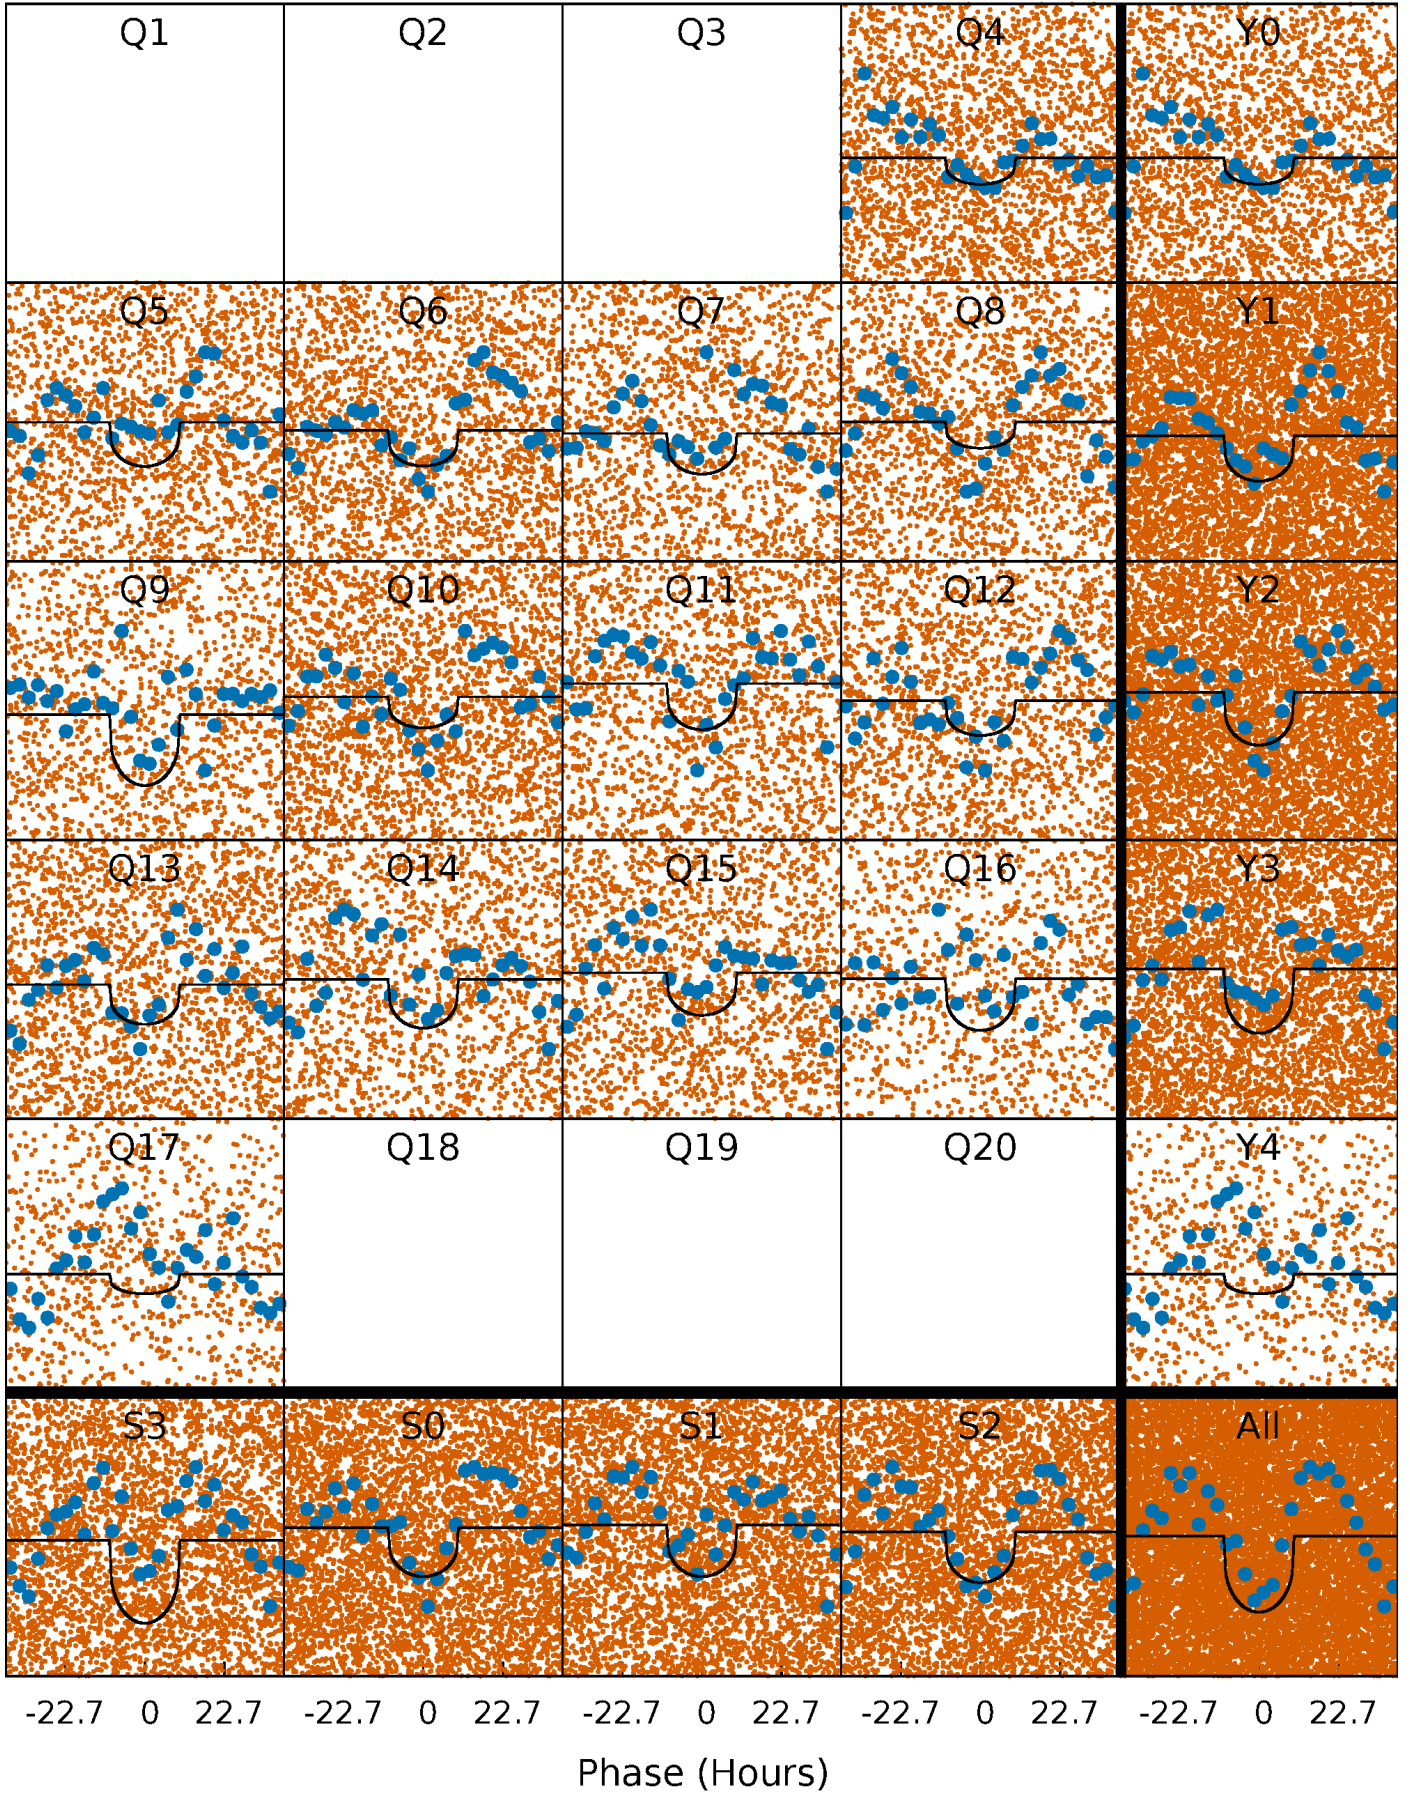 Q1 Q2 Q3 Q4 Y0
Q5 Q6 Q7 Q8 Y1
Q9 Q10 Q11 Q12 Y2
Q13 Q14 Q15 Q16 Y3
Q17 Q18 Q19 Q20 Y4
S3 S0 S1 S2 All
-22.7 0 22.7 -22.7 0 22.7 -22.7 0 22.7 -22.7 0 22.7 -22.7 0 22.7
Phase (Hours)